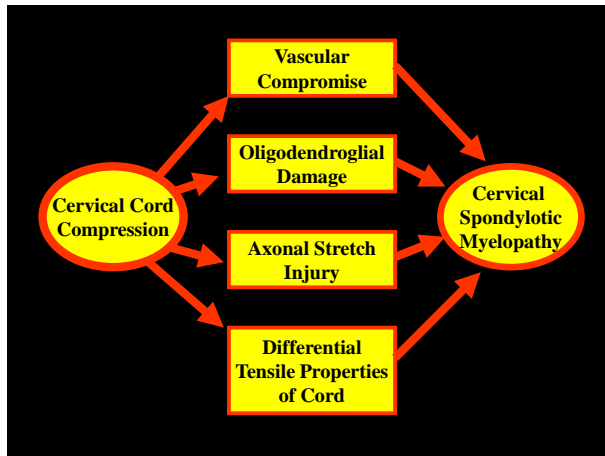 Vascular
Compromise
Oligodendroglial
Damage
Cervical Cord
Compression
Cervical
Spondylotic
Myelopathy
Axonal Stretch
Injury
Differential
Tensile Properties
of Cord